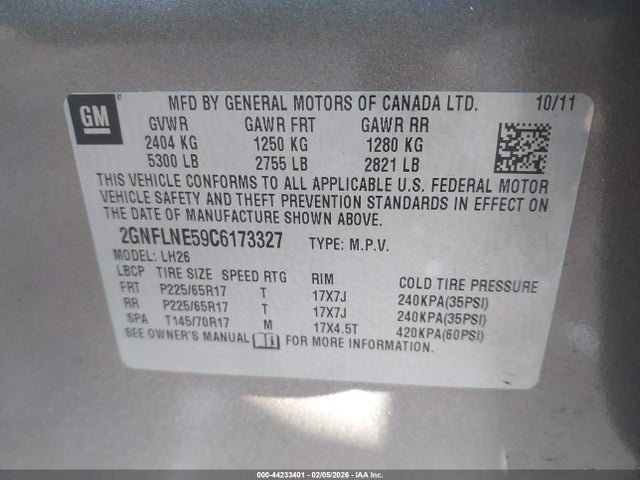 GM
MFD BY GENERAL MOTORS OF CANADA LTD. 10/11
GVWR GAWR FRT GAWR RR
2404 KG 1250 KG 1280 KG
5300 LB 2755 LB 2821 LB
THIS VEHICLE CONFORMS TO ALL APPLICABLE U.S. FEDERAL MOTOR
VEHICLE SAFETY AND THEFT PREVENTION STANDARDS IN EFFECT ON
THE DATE OF MANUFACTURE SHOWN ABOVE.
2GNFLNE59C6173327 TYPE: M.P.V.
MODEL: LH26
LBCP TIRE SIZE SPEED RTG RIM COLD TIRE PRESSURE
FRT P225/65R17 T 17X7J 240KPA(35PSI)
RR P225/65R17 T 17X7J 240KPA(35PSI)
SPA T145/70R17 M 17X4.5T 420KPA(60PSI)
SEE OWNER'S MANUAL FOR MORE INFORMATION.
000-44233401 - 02/05/2026 - IAAI, Inc.